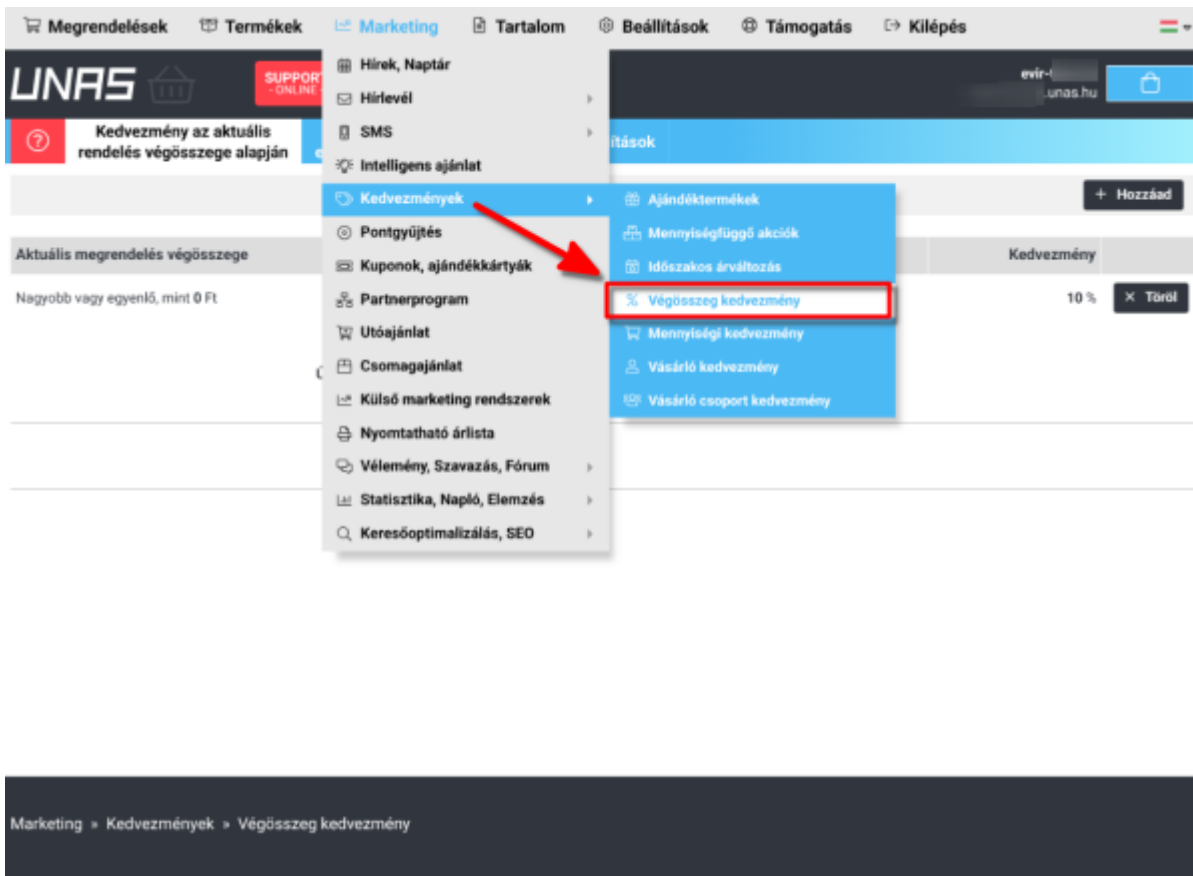 Megrendelések Termékek Marketing Tartalom Beállítások Támogatás Kilépés
UNAS SUPPORT
- ONLINE -
evir-
.unas.hu
Kedvezmény az aktuális
rendelés végösszege alapján
Hírek, Naptár
Hírlevél
SMS
Intelligens ajánlat
Kedvezmények
Pontgyűjtés
Kuponok, ajándékkártyák
Partnerprogram
Utóajánlat
Csomagajánlat
Külső marketing rendszerek
Nyomtatható árlista
Vélemény, Szavazás, Fórum
Statisztika, Napló, Elemzés
Keresőoptimalizálás, SEO
Ajándéktermékek
Mennyiségfüggő akciók
Időszakos árváltozás
Végösszeg kedvezmény
Mennyiségi kedvezmény
Vásárló kedvezmény
Vásárló csoport kedvezmény
+ Hozzáad
Aktuális megrendelés végösszege Kedvezmény
Nagyobb vagy egyenlő, mint 0 Ft 10 % × Töröl
Marketing » Kedvezmények » Végösszeg kedvezmény